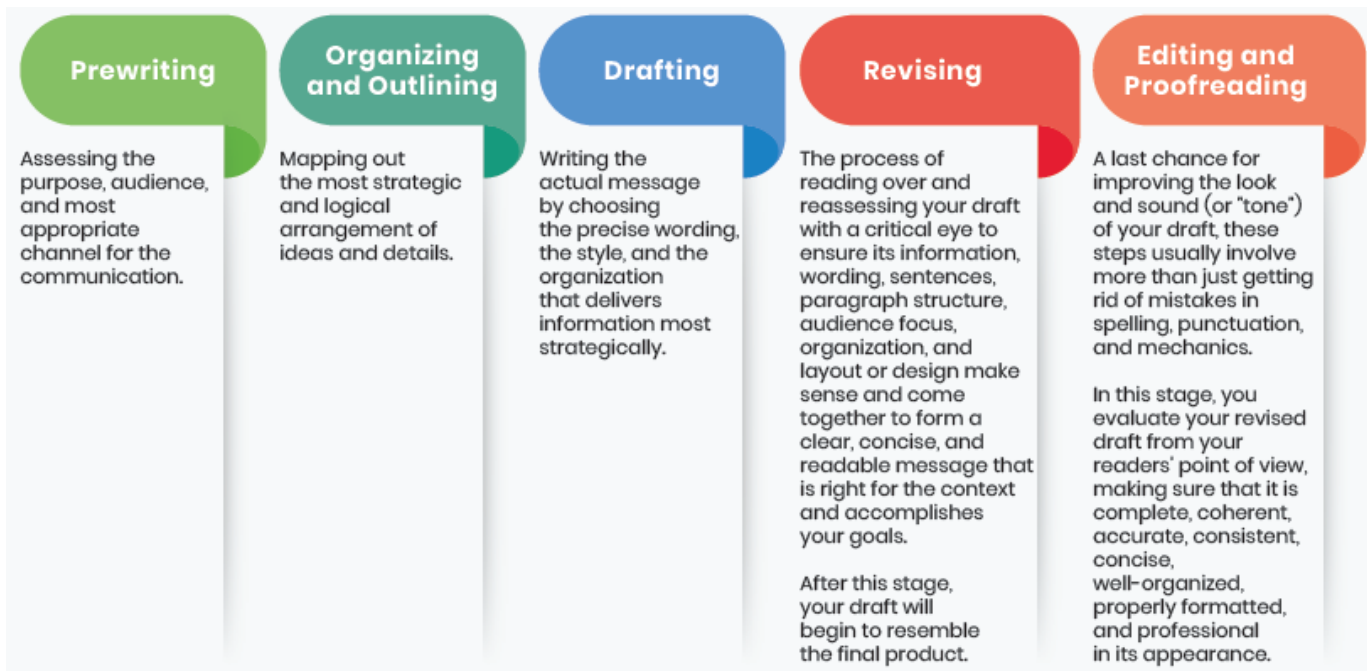 Prewriting
Assessing the
purpose, audience,
and most
appropriate
channel for the
communication.
Organizing
and Outlining
Mapping out
the most strategic
and logical
arrangement of
ideas and details.
Drafting
Writing the
actual message
by choosing
the precise wording,
the style, and the
organization
that delivers
information most
strategically.
Revising
The process of
reading over and
reassessing your draft
with a critical eye to
ensure its information,
wording, sentences,
paragraph structure,
audience focus,
organization, and
layout or design make
sense and come
together to form a
clear, concise, and
readable message that
is right for the context
and accomplishes
your goals.
After this stage,
your draft will
begin to resemble
the final product.
Editing and
Proofreading
A last chance for
improving the look
and sound (or "tone")
of your draft, these
steps usually involve
more than just getting
rid of mistakes in
spelling, punctuation,
and mechanics.
In this stage, you
evaluate your revised
draft from your
readers' point of view,
making sure that it is
complete, coherent,
accurate, consistent,
concise,
well-organized,
properly formatted,
and professional
in its appearance.